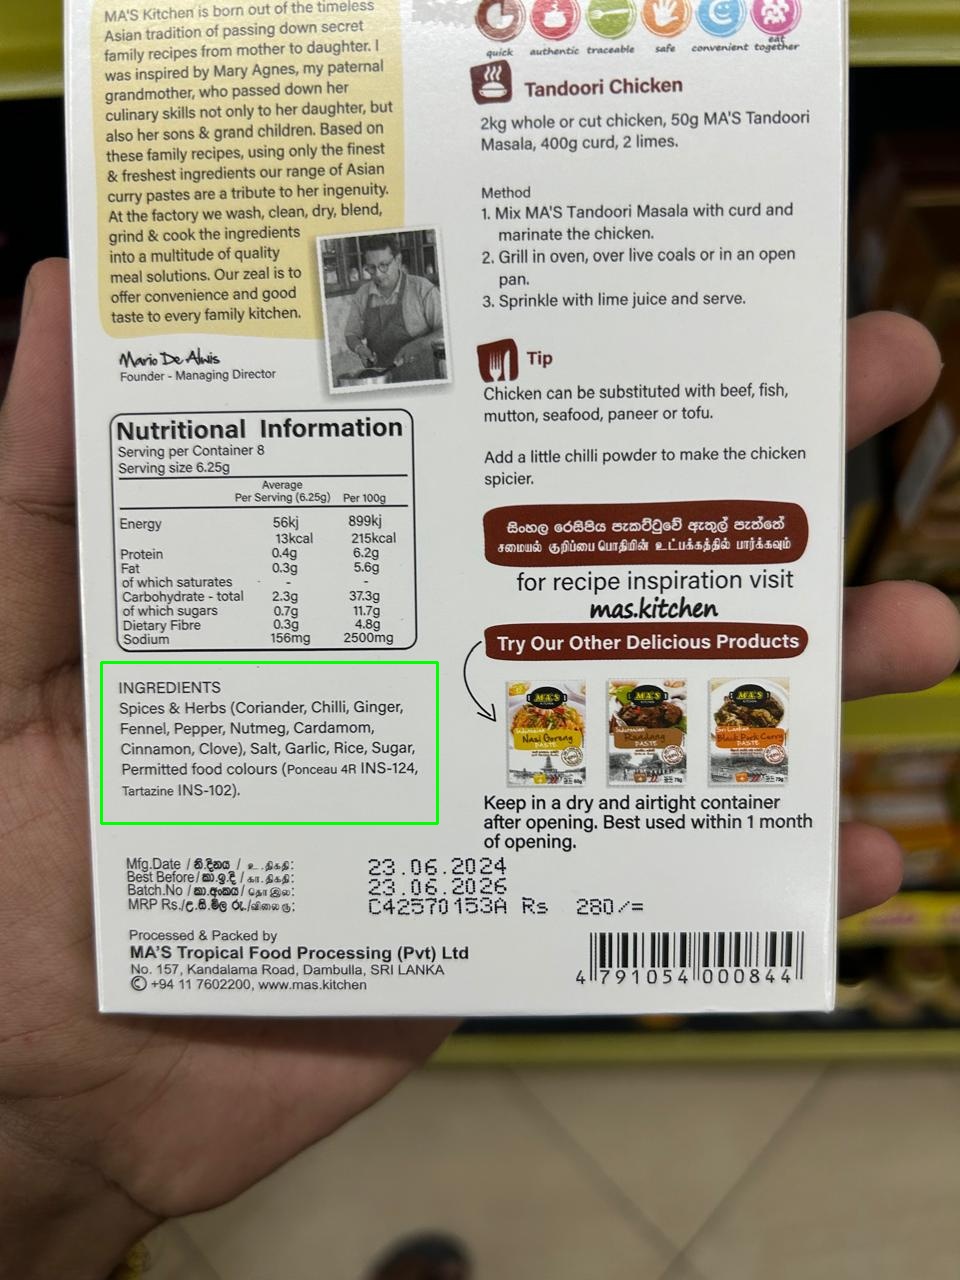 MA'S Kitchen is born out of the timeless
Asian tradition of passing down secret
family recipes from mother to daughter. I
was inspired by Mary Agnes, my paternal
grandmother, who passed down her
culinary skills not only to her daughter, but
also her sons & grand children. Based on
these family recipes, using only the finest
& freshest ingredients our range of Asian
curry pastes are a tribute to her ingenuity.
At the factory we wash, clean, dry, blend,
grind & cook the ingredients
into a multitude of quality
meal solutions. Our zeal is to
offer convenience and good
taste to every family kitchen.
Mario De Alwis
Founder - Managing Director
Nutritional Information
Serving per Container 8
Serving size 6.25g
Average
Per Serving (6.25g) Per 100g
Energy 56kj 899kj
13kcal 215kcal
Protein 0.4g 6.2g
Fat 0.3g 5.6g
of which saturates - -
Carbohydrate - total 2.3g 37.3g
of which sugars 0.7g 11.7g
Dietary Fibre 0.3g 4.8g
Sodium 156mg 2500mg
INGREDIENTS
Spices & Herbs (Coriander, Chilli, Ginger,
Fennel, Pepper, Nutmeg, Cardamom,
Cinnamon, Clove), Salt, Garlic, Rice, Sugar,
Permitted food colours (Ponceau 4R INS-124,
Tartazine INS-102).
quick authentic traceable safe convenient eat together
Tandoori Chicken
2kg whole or cut chicken, 50g MA'S Tandoori
Masala, 400g curd, 2 limes.
Method
1. Mix MA'S Tandoori Masala with curd and
marinate the chicken.
2. Grill in oven, over live coals or in an open
pan.
3. Sprinkle with lime juice and serve.
Tip
Chicken can be substituted with beef, fish,
mutton, seafood, paneer or tofu.
Add a little chilli powder to make the chicken
spicier.
සිංහල රෙසිපිය පැකට්ටුවේ ඇතුල් පැත්තේ
சமையல் குறிப்பை பொதியின் உட்பக்கத்தில் பார்க்கவும்
for recipe inspiration visit
mas.kitchen
Try Our Other Delicious Products
MA'S
Nasi Goreng
PASTE
MA'S
Rendang
PASTE
MA'S
Black Pork Curry
PASTE
Keep in a dry and airtight container
after opening. Best used within 1 month
of opening.
Mfg.Date / නි.දිනය / உ. திகதி: 23.06.2024
Best Before/ කා.ඉ.දි / கா. திகதி: 23.06.2026
Batch.No / කා.අංකය / தொ இல: C42570153A
MRP Rs./ උ.සි.මිල රු./ விலை ரூ: Rs 280/=
Processed & Packed by
MA'S Tropical Food Processing (Pvt) Ltd
No. 157, Kandalama Road, Dambulla, SRI LANKA
+94 11 7602200, www.mas.kitchen
4 791054 000844